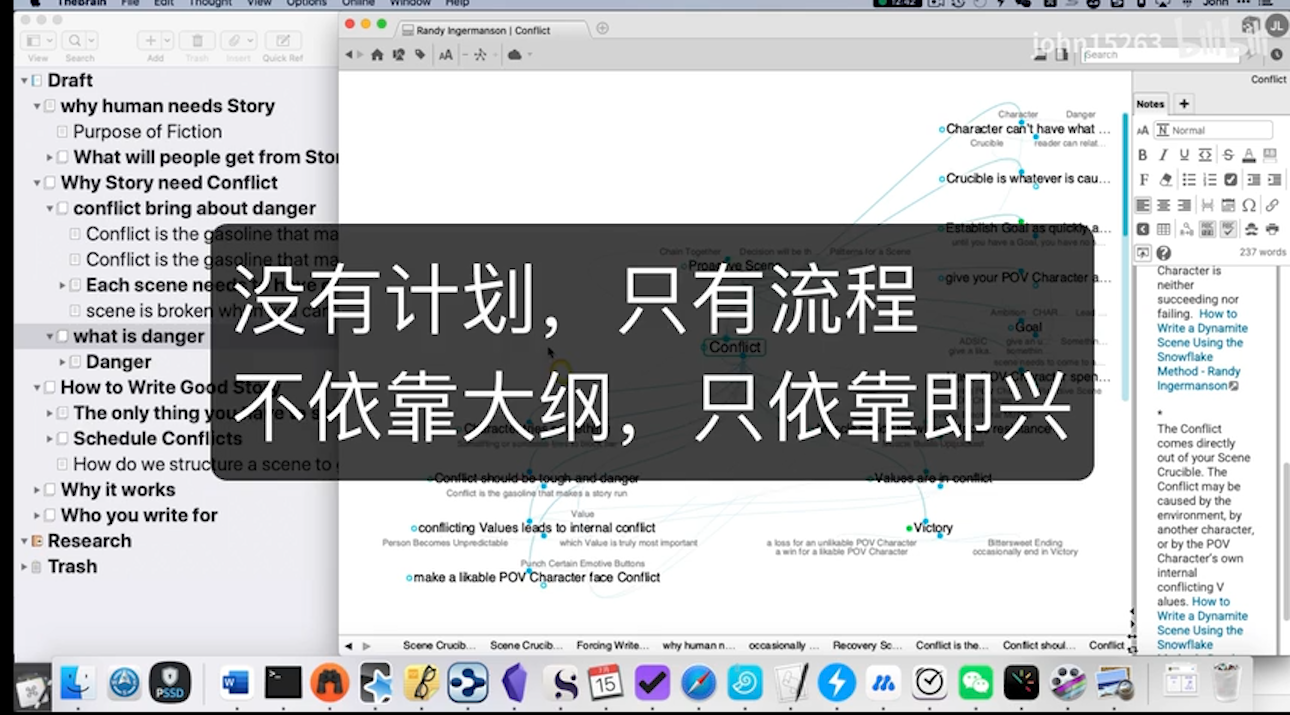 TheBrain File Edit Thought View Options Online Window Help
View Search Add Trash Insert Quick Ref
Draft
why human needs Story
Purpose of Fiction
What will people get from Stor
Why Story need Conflict
conflict bring about danger
Conflict is the gasoline that ma
Conflict is the gasoline that ma
Each scene needs
scene is broken when you can
what is danger
Danger
How to Write Good Story
The only thing you have to s
Schedule Conflicts
How do we structure a scene to
Why it works
Who you write for
Research
Trash
Randy Ingermanson | Conflict
john15263 bilibili
JL
Search
Character Danger
Character can't have what ...
Crucible reader can relat...
Crucible is whatever is cau...
Establish Goal as quickly a...
until you have a Goal, you have no
Chain Together Decision will be th Patterns for a Scene
Proactive Scene
give your POV Character a...
Ambition CHAR... Lead
Goal
Conflict
没有计划，只有流程
不依靠大纲，只依靠即兴
Conflict should be tough and danger
Conflict is the gasoline that makes a story run
Values are in conflict
Value
conflicting Values leads to internal conflict
Person Becomes Unpredictable which Value is truly most important
Victory
a loss for an unlikable POV Character
a win for a likable POV Character
Bittersweet Ending
occasionally end in Victory
Punch Certain Emotive Buttons
make a likable POV Character face Conflict
Scene Crucib... Scene Crucib... Forcing Write... why human n... occasionally ... Recovery Sc... Conflict is the... Conflict shoul... Conflict
Conflict
Notes
Normal
237 words
Character is
neither
succeeding nor
failing. How to
Write a Dynamite
Scene Using the
Snowflake
Method - Randy
Ingermanson
*
The Conflict
comes directly
out of your Scene
Crucible. The
Conflict may be
caused by the
environment, by
another character,
or by the POV
Character's own
internal
conflicting V
alues. How to
Write a Dynamite
Scene Using the
Snowflake
PSSD
15